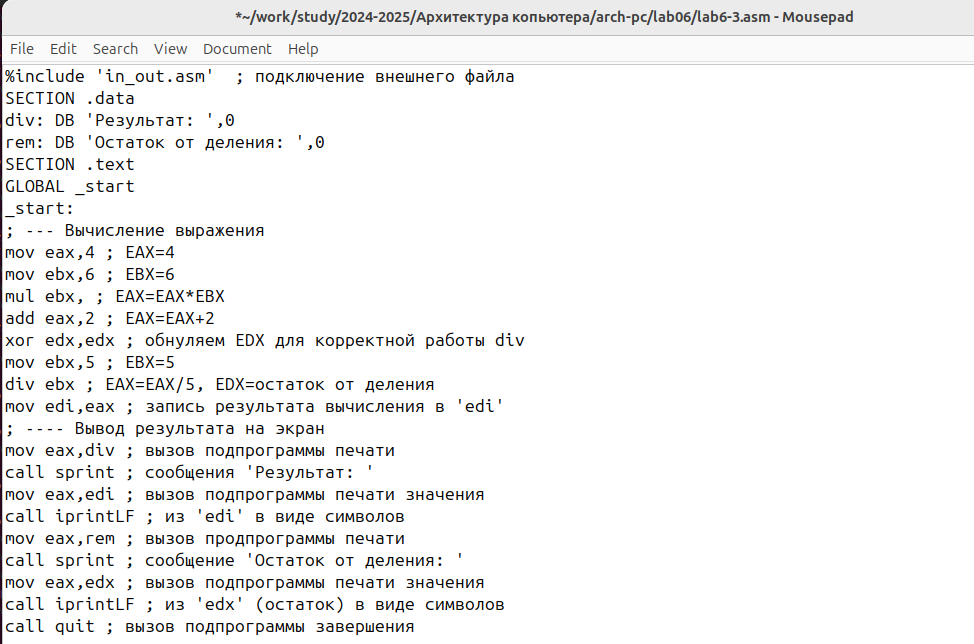 *~/work/study/2024-2025/Архитектура копьютера/arch-pc/lab06/lab6-3.asm - Mousepad
File Edit Search View Document Help
%include 'in_out.asm'  ; подключение внешнего файла
SECTION .data
div: DB 'Результат: ',0
rem: DB 'Остаток от деления: ',0
SECTION .text
GLOBAL _start
_start:
; --- Вычисление выражения
mov eax,4 ; EAX=4
mov ebx,6 ; EBX=6
mul ebx, ; EAX=EAX*EBX
add eax,2 ; EAX=EAX+2
xor edx,edx ; обнуляем EDX для корректной работы div
mov ebx,5 ; EBX=5
div ebx ; EAX=EAX/5, EDX=остаток от деления
mov edi,eax ; запись результата вычисления в 'edi'
; ---- Вывод результата на экран
mov eax,div ; вызов подпрограммы печати
call sprint ; сообщения 'Результат: '
mov eax,edi ; вызов подпрограммы печати значения
call iprintLF ; из 'edi' в виде символов
mov eax,rem ; вызов продпрограммы печати
call sprint ; сообщение 'Остаток от деления: '
mov eax,edx ; вызов подпрограммы печати значения
call iprintLF ; из 'edx' (остаток) в виде символов
call quit ; вызов подпрограммы завершения